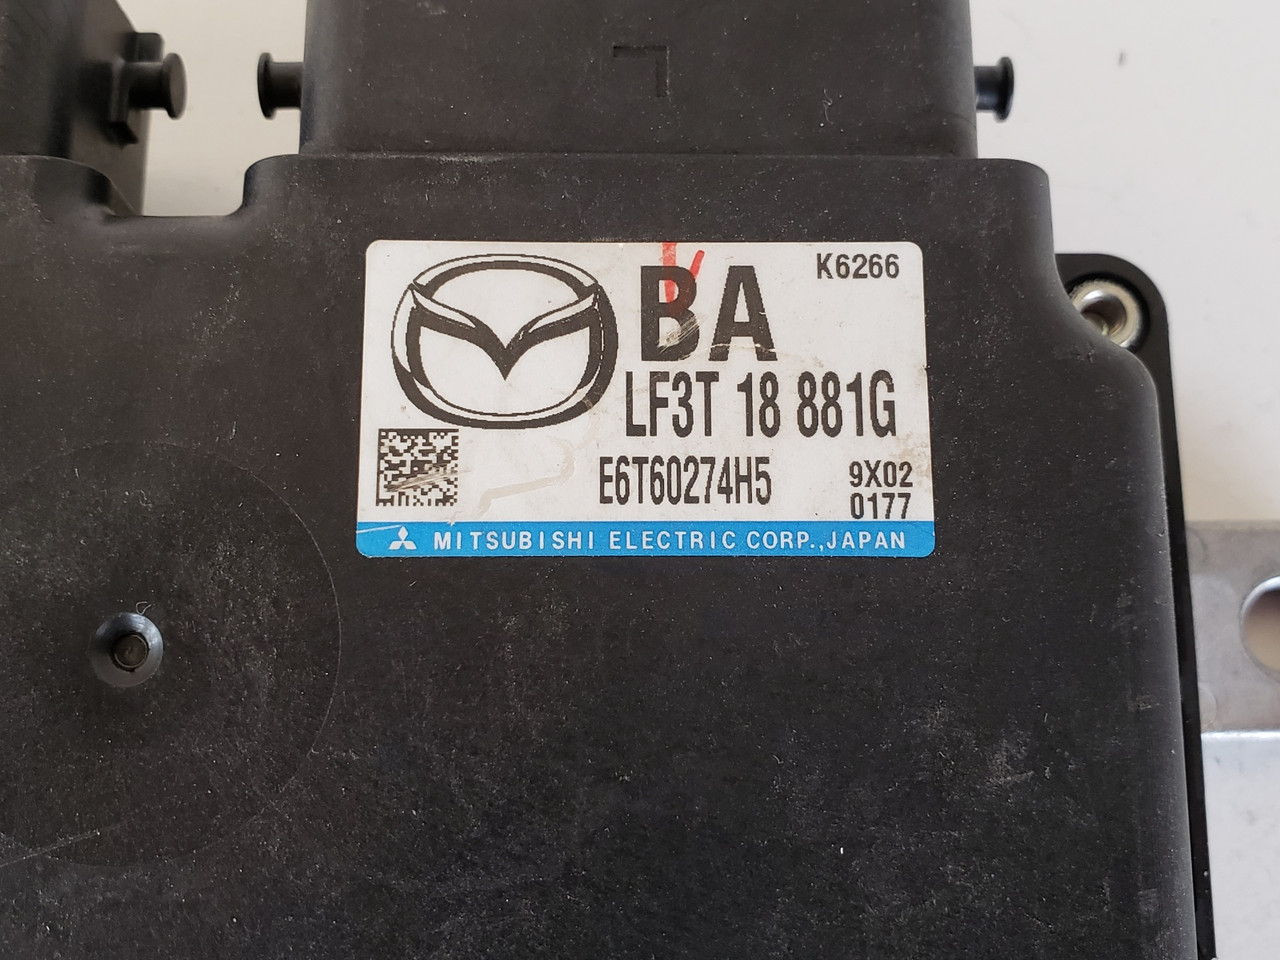 K6266
BA
LF3T 18 881G
E6T60274H5
9X02
0177
MITSUBISHI ELECTRIC CORP.,JAPAN